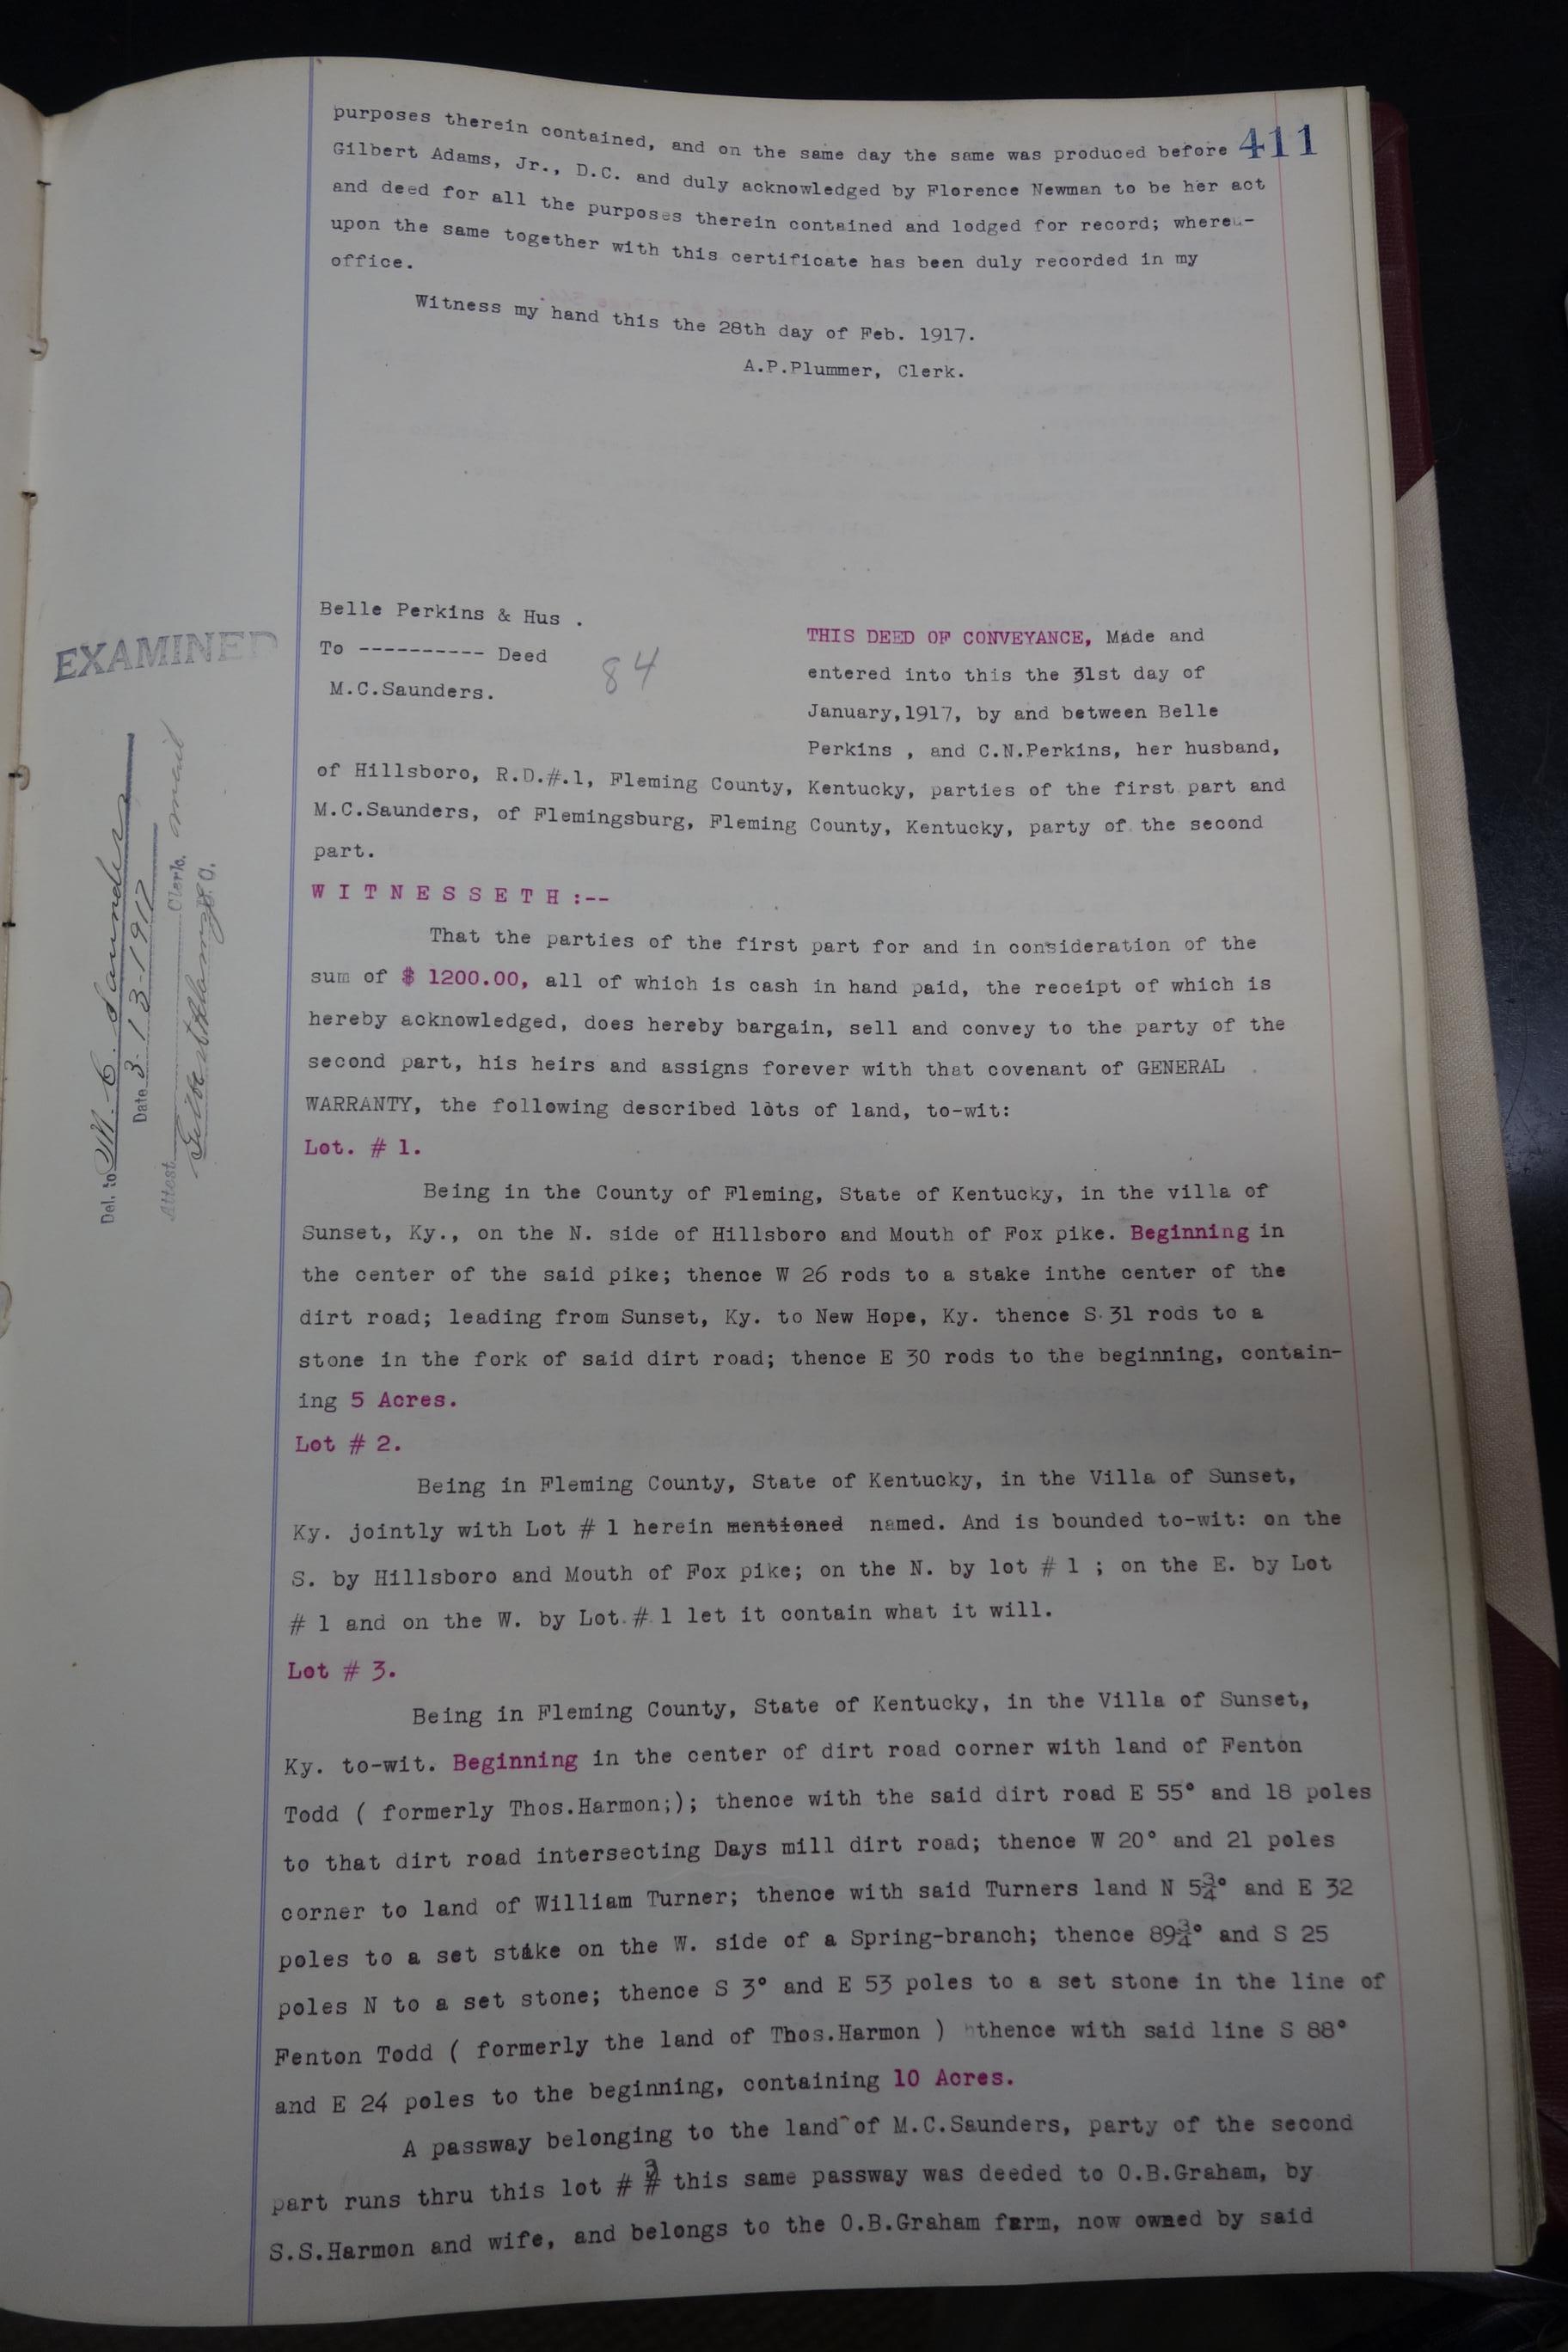 411
purposes therein contained, and on the same day the same was produced before
Gilbert Adams, Jr., D.C. and duly acknowledged by Florence Newman to be her act
and deed for all the purposes therein contained and lodged for record; where-
upon the same together with this certificate has been duly recorded in my
office.
Witness my hand this the 28th day of Feb. 1917.
A.P.Plummer, Clerk.
Belle Perkins & Hus .
To ---------- Deed
M.C.Saunders.
84
EXAMINED
Del. to M. C. Saunders
Date 3-13-1917
Attest Clerk.
Gilbert Adams Jr D.C.
THIS DEED OF CONVEYANCE, Made and
entered into this the 31st day of
January,1917, by and between Belle
Perkins , and C.N.Perkins, her husband,
of Hillsboro, R.D.#.1, Fleming County, Kentucky, parties of the first part and
M.C.Saunders, of Flemingsburg, Fleming County, Kentucky, party of the second
part.
W I T N E S S E T H :--
That the parties of the first part for and in consideration of the
sum of $ 1200.00, all of which is cash in hand paid, the receipt of which is
hereby acknowledged, does hereby bargain, sell and convey to the party of the
second part, his heirs and assigns forever with that covenant of GENERAL
WARRANTY, the following described lots of land, to-wit:
Lot. # 1.
Being in the County of Fleming, State of Kentucky, in the villa of
Sunset, Ky., on the N. side of Hillsboro and Mouth of Fox pike. Beginning in
the center of the said pike; thence W 26 rods to a stake inthe center of the
dirt road; leading from Sunset, Ky. to New Hope, Ky. thence S 31 rods to a
stone in the fork of said dirt road; thence E 30 rods to the beginning, contain-
ing 5 Acres.
Lot # 2.
Being in Fleming County, State of Kentucky, in the Villa of Sunset,
Ky. jointly with Lot # 1 herein mentioned named. And is bounded to-wit: on the
S. by Hillsboro and Mouth of Fox pike; on the N. by lot # 1 ; on the E. by Lot
# 1 and on the W. by Lot # 1 let it contain what it will.
Lot # 3.
Being in Fleming County, State of Kentucky, in the Villa of Sunset,
Ky. to-wit. Beginning in the center of dirt road corner with land of Fenton
Todd ( formerly Thos.Harmon;); thence with the said dirt road E 55° and 18 poles
to that dirt road intersecting Days mill dirt road; thence W 20° and 21 poles
corner to land of William Turner; thence with said Turners land N 5¾° and E 32
poles to a set stake on the W. side of a Spring-branch; thence 89¾° and S 25
poles N to a set stone; thence S 3° and E 53 poles to a set stone in the line of
Fenton Todd ( formerly the land of Thos.Harmon ) thence with said line S 88°
and E 24 poles to the beginning, containing 10 Acres.
A passway belonging to the land of M.C.Saunders, party of the second
part runs thru this lot # 3 this same passway was deeded to O.B.Graham, by
S.S.Harmon and wife, and belongs to the O.B.Graham farm, now owned by said